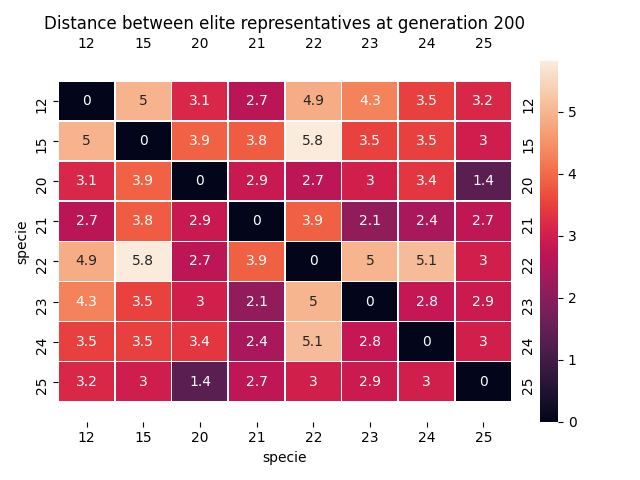 Distance between elite representatives at generation 200
12 15 20 21 22 23 24 25
12 0 5 3.1 2.7 4.9 4.3 3.5 3.2 12
15 5 0 3.9 3.8 5.8 3.5 3.5 3 15
20 3.1 3.9 0 2.9 2.7 3 3.4 1.4 20
21 2.7 3.8 2.9 0 3.9 2.1 2.4 2.7 21
22 4.9 5.8 2.7 3.9 0 5 5.1 3 22
23 4.3 3.5 3 2.1 5 0 2.8 2.9 23
24 3.5 3.5 3.4 2.4 5.1 2.8 0 3 24
25 3.2 3 1.4 2.7 3 2.9 3 0 25
12 15 20 21 22 23 24 25
specie
specie
5
4
3
2
1
0